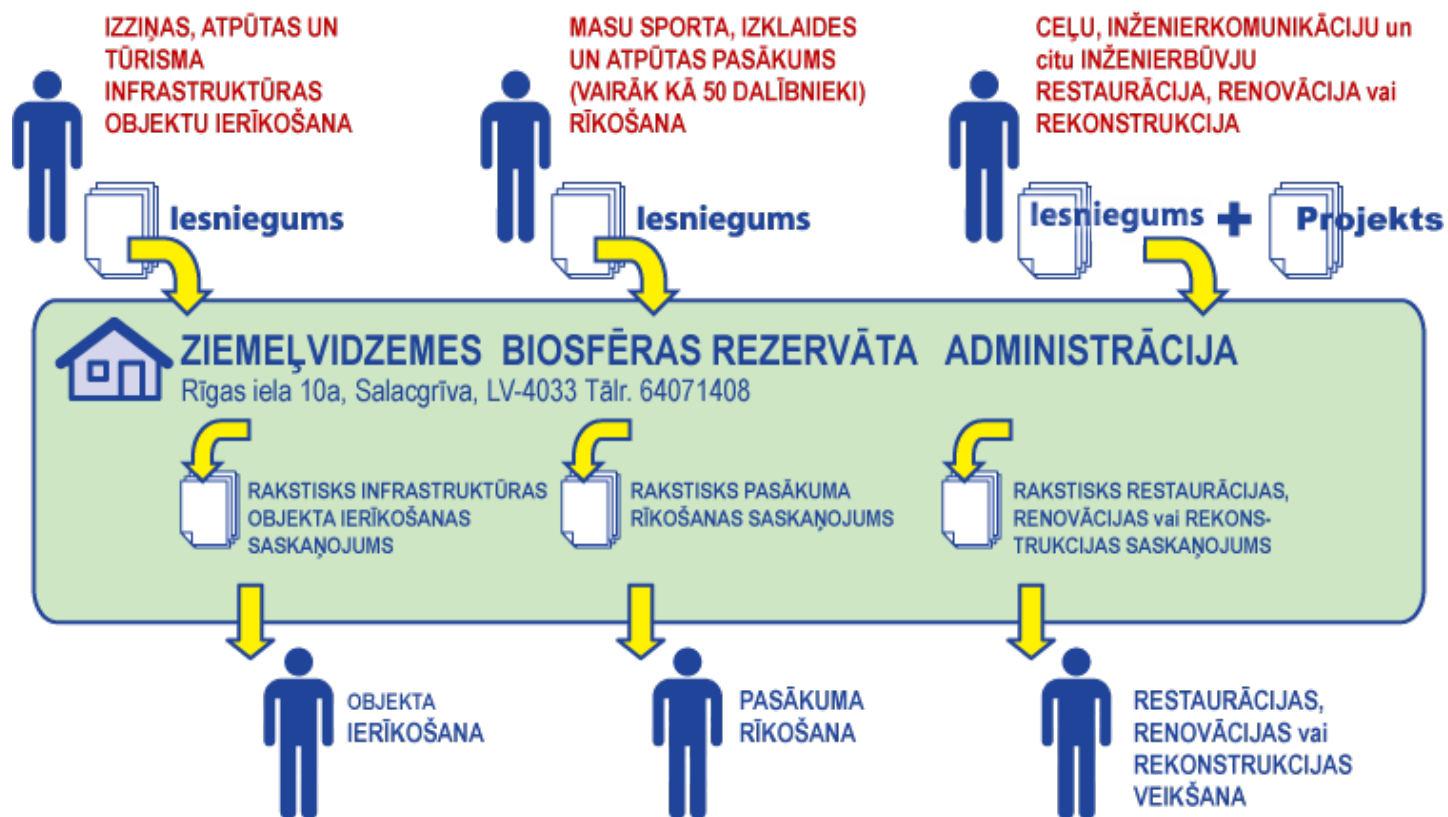 IZZIŅAS, ATPŪTAS UN
TŪRISMA
INFRASTRUKTŪRAS
OBJEKTU IERĪKOŠANA
Iesniegums
MASU SPORTA, IZKLAIDES
UN ATPŪTAS PASĀKUMS
(VAIRĀK KĀ 50 DALĪBNIEKI)
RĪKOŠANA
Iesniegums
CEĻU, INŽENIERKOMUNIKĀCIJU un
citu INŽENIERBŪVJU
RESTAURĀCIJA, RENOVĀCIJA vai
REKONSTRUKCIJA
Iesniegums + Projekts
ZIEMEĻVIDZEMES BIOSFĒRAS REZERVĀTA ADMINISTRĀCIJA
Rīgas iela 10a, Salacgrīva, LV-4033 Tālr. 64071408
RAKSTISKS INFRASTRUKTŪRAS
OBJEKTA IERĪKOŠANAS
SASKAŅOJUMS
RAKSTISKS PASĀKUMA
RĪKOŠANAS SASKAŅOJUMS
RAKSTISKS RESTAURĀCIJAS,
RENOVĀCIJAS vai REKONS-
TRUKCIJAS SASKAŅOJUMS
OBJEKTA
IERĪKOŠANA
PASĀKUMA
RĪKOŠANA
RESTAURĀCIJAS,
RENOVĀCIJAS vai
REKONSTRUKCIJAS
VEIKŠANA